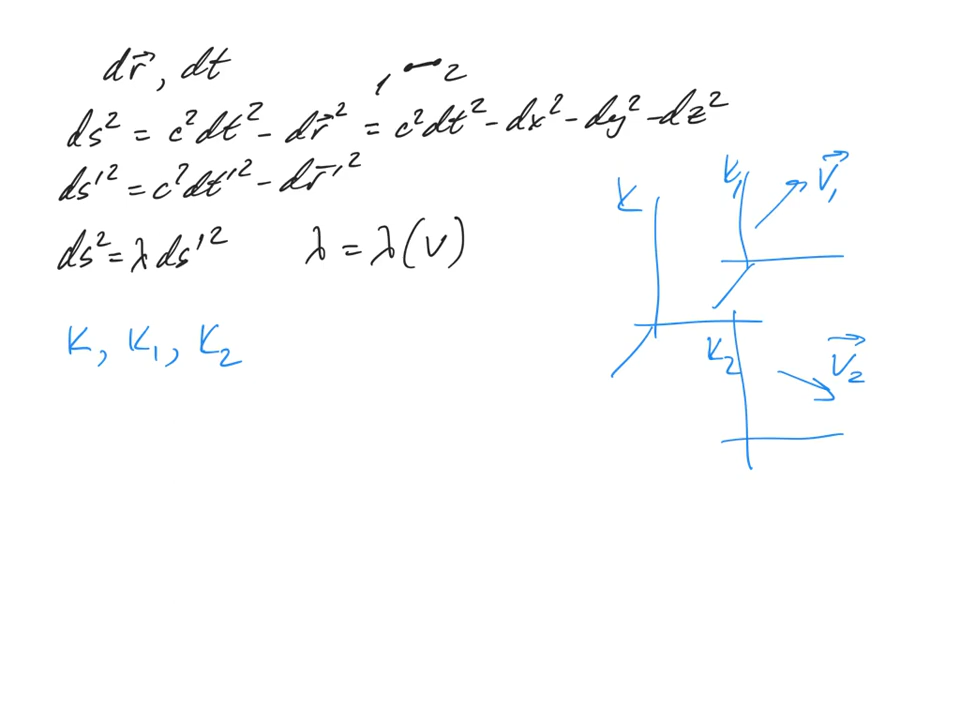 dr⃗, dt
1 2
ds² = c²dt² - dr⃗² = c²dt² - dx² - dy² - dz²
ds'² = c²dt'² - dr⃗'²
ds² = λ ds'² λ = λ(V)
K, K₁, K₂
K
K₁ V⃗₁
K₂ V⃗₂